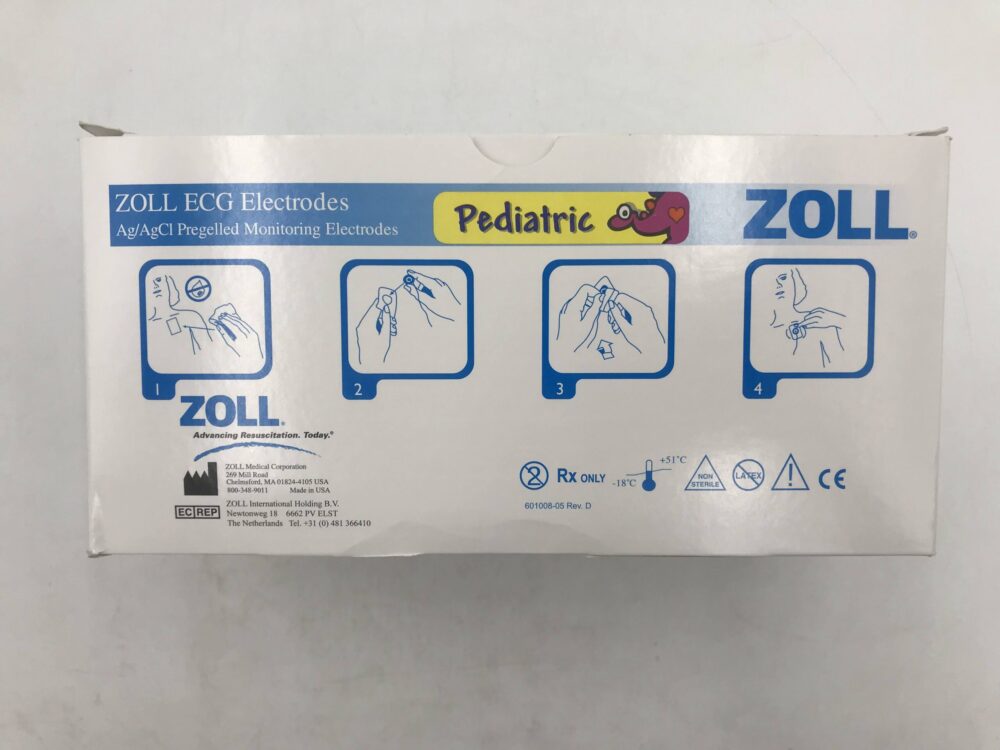 ZOLL ECG Electrodes
Ag/AgCl Pregelled Monitoring Electrodes
Pediatric
ZOLL®
1
2
3
4
ZOLL®
Advancing Resuscitation. Today.®
ZOLL Medical Corporation
269 Mill Road
Chelmsford, MA 01824-4105 USA
800-348-9011 Made in USA
EC REP
ZOLL International Holding B.V.
Newtonweg 18 6662 PV ELST
The Netherlands Tel. +31 (0) 481 366410
2
Rx ONLY
-18°C
+51°C
NON
STERILE
LATEX
!
CE
601008-05 Rev. D